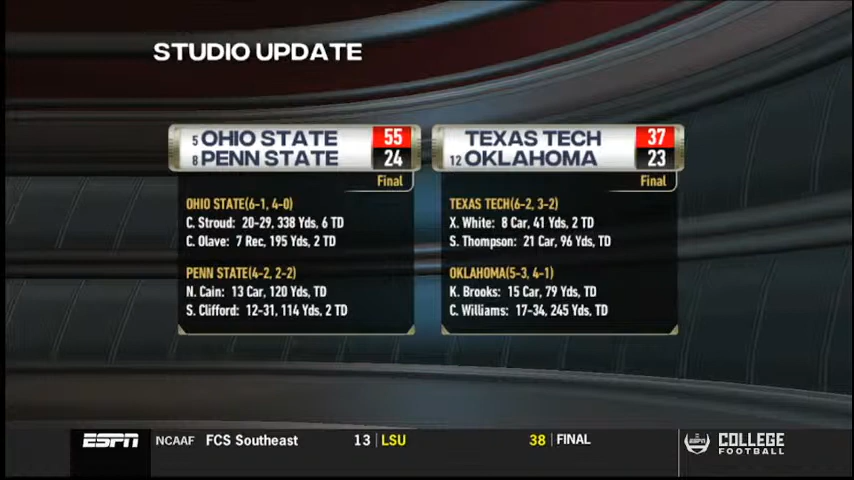 STUDIO UPDATE
5 OHIO STATE 55
8 PENN STATE 24
Final
OHIO STATE(6-1, 4-0)
C. Stroud: 20-29, 338 Yds, 6 TD
C. Olave: 7 Rec, 195 Yds, 2 TD
PENN STATE(4-2, 2-2)
N. Cain: 13 Car, 120 Yds, TD
S. Clifford: 12-31, 114 Yds, 2 TD
TEXAS TECH 37
12 OKLAHOMA 23
Final
TEXAS TECH(6-2, 3-2)
X. White: 8 Car, 41 Yds, 2 TD
S. Thompson: 21 Car, 96 Yds, TD
OKLAHOMA(5-3, 4-1)
K. Brooks: 15 Car, 79 Yds, TD
C. Williams: 17-34, 245 Yds, TD
ESPN NCAAF FCS Southeast 13 LSU 38 FINAL
COLLEGE
FOOTBALL